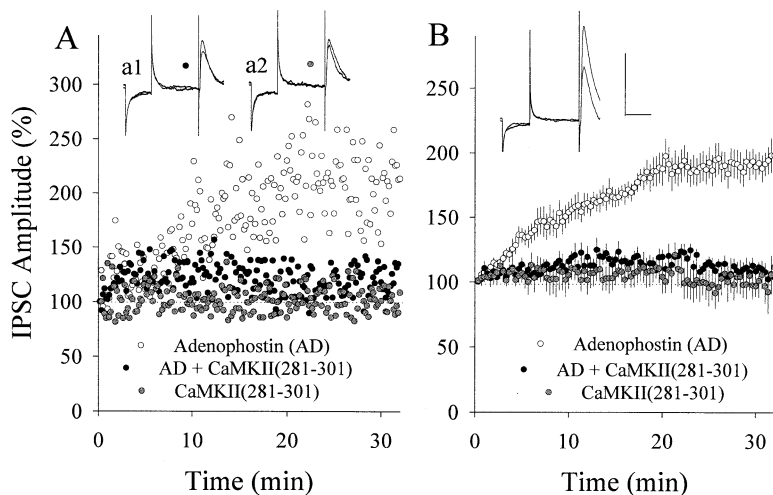 A
B
a1
a2
IPSC Amplitude (%)
300
250
200
150
100
50
0
Adenophostin (AD)
AD + CaMKII(281-301)
CaMKII(281-301)
0
10
20
30
Time (min)
250
200
150
100
50
0
Adenophostin (AD)
AD + CaMKII(281-301)
CaMKII(281-301)
0
10
20
30
Time (min)